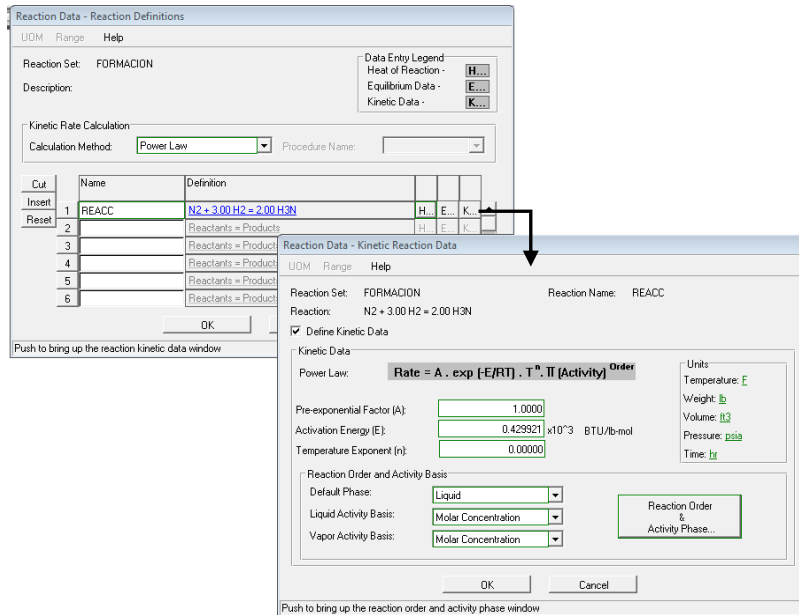 Reaction Data - Reaction Definitions
UOM Range Help
Reaction Set: FORMACION
Description:
Data Entry Legend
Heat of Reaction - H...
Equilibrium Data - E...
Kinetic Data - K...
Kinetic Rate Calculation
Calculation Method: Power Law Procedure Name:
Cut
Insert
Reset
Name Definition
1 REACC N2 + 3.00 H2 = 2.00 H3N H... E... K...
2 Reactants = Products H... E... K...
3 Reactants = Product
4 Reactants = Product
5 Reactants = Product
6 Reactants = Product
OK
Push to bring up the reaction kinetic data window
Reaction Data - Kinetic Reaction Data
UOM Range Help
Reaction Set: FORMACION Reaction Name: REACC
Reaction: N2 + 3.00 H2 = 2.00 H3N
Define Kinetic Data
Kinetic Data
Power Law: Rate = A . exp (-E/RT) . T^n . ∏ (Activity)^Order
Pre-exponential Factor (A): 1.0000
Activation Energy (E): 0.429921 x10^3 BTU/lb-mol
Temperature Exponent (n): 0.00000
Units
Temperature: F
Weight: lb
Volume: ft3
Pressure: psia
Time: hr
Reaction Order and Activity Basis
Default Phase: Liquid
Liquid Activity Basis: Molar Concentration
Vapor Activity Basis: Molar Concentration
Reaction Order
&
Activity Phase...
OK Cancel
Push to bring up the reaction order and activity phase window